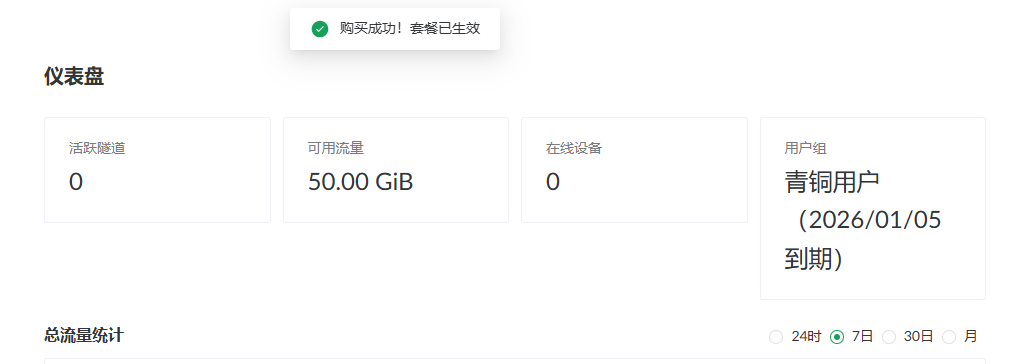 购买成功！套餐已生效
仪表盘
活跃隧道
0
可用流量
50.00 GiB
在线设备
0
用户组
青铜用户
（2026/01/05
到期）
总流量统计
24时 7日 30日 月